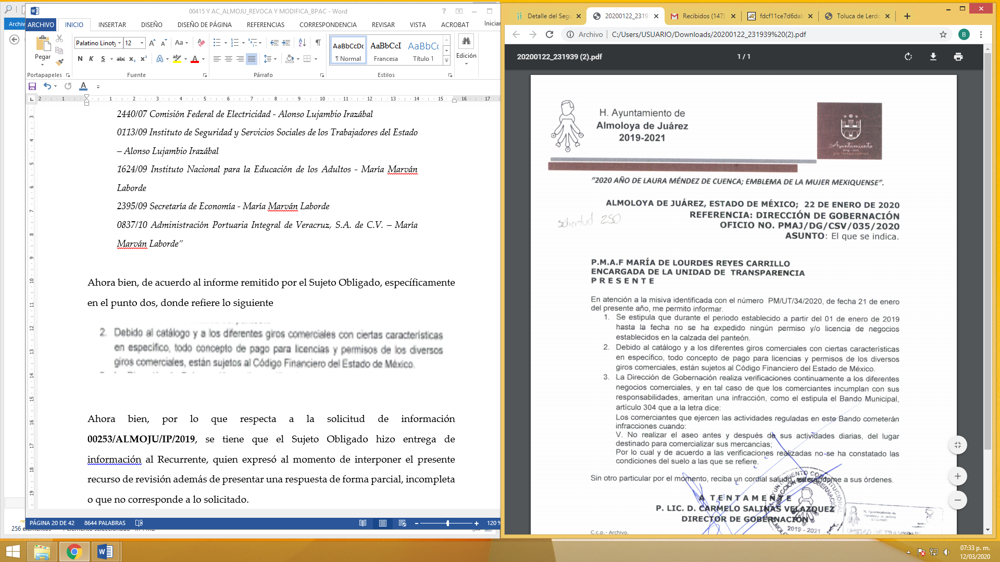 00415 Y AC_ALMOJU_REVOCA Y MODIFICA_BPAC - Word
ARCHIVO INICIO INSERTAR DISEÑO DISEÑO DE PÁGINA REFERENCIAS CORRESPONDENCIA REVISAR VISTA ACROBAT Iniciar
Palatino Linoty 12
Pegar
AaBbCcDc AaBbCcI AaBbCc
¶ Normal Francesa Título 1
Edición
Portapapeles Fuente Párrafo Estilos
2440/07 Comisión Federal de Electricidad - Alonso Lujambio Irazábal
0113/09 Instituto de Seguridad y Servicios Sociales de los Trabajadores del Estado
– Alonso Lujambio Irazábal
1624/09 Instituto Nacional para la Educación de los Adultos - María Marván
Laborde
2395/09 Secretaría de Economía - María Marván Laborde
0837/10 Administración Portuaria Integral de Veracruz, S.A. de C.V. – María
Marván Laborde”
Ahora bien, de acuerdo al informe remitido por el Sujeto Obligado, específicamente
en el punto dos, donde refiere lo siguiente
2. Debido al catálogo y a los diferentes giros comerciales con ciertas características
en específico, todo concepto de pago para licencias y permisos de los diversos
giros comerciales, están sujetos al Código Financiero del Estado de México.
Ahora bien, por lo que respecta a la solicitud de información
00253/ALMOJU/IP/2019, se tiene que el Sujeto Obligado hizo entrega de
información al Recurrente, quien expresó al momento de interponer el presente
recurso de revisión además de presentar una respuesta de forma parcial, incompleta
o que no corresponde a lo solicitado.
PÁGINA 20 DE 42 8644 PALABRAS 120 %
256 elementos
Detalle del Segu 20200122_2319 Recibidos (147) fdcf11ce7d6dab Toluca de Lerdo
Archivo | C:/Users/USUARIO/Downloads/20200122_231939%20(2).pdf
20200122_231939 (2).pdf 1 / 1
H. Ayuntamiento de
Almoloya de Juárez
2019-2021
Ayuntamiento
2019 - 2021
QUE TRABAJA CONTIGO
“2020 AÑO DE LAURA MÉNDEZ DE CUENCA; EMBLEMA DE LA MUJER MEXIQUENSE”.
ALMOLOYA DE JUÁREZ, ESTADO DE MÉXICO; 22 DE ENERO DE 2020
REFERENCIA: DIRECCIÓN DE GOBERNACIÓN
solicitud 250
OFICIO NO. PMAJ/DG/CSV/035/2020
ASUNTO: El que se indica.
P.M.A.F MARÍA DE LOURDES REYES CARRILLO
ENCARGADA DE LA UNIDAD DE TRANSPARENCIA
P R E S E N T E
En atención a la misiva identificada con el número PM/UT/34/2020, de fecha 21 de enero
del presente año, me permito informar.
1. Se estipula que durante el periodo establecido a partir del 01 de enero de 2019
hasta la fecha no se ha expedido ningún permiso y/o licencia de negocios
establecidos en la calzada del panteón.
2. Debido al catálogo y a los diferentes giros comerciales con ciertas características
en específico, todo concepto de pago para licencias y permisos de los diversos
giros comerciales, están sujetos al Código Financiero del Estado de México.
3. La Dirección de Gobernación realiza verificaciones continuamente a los diferentes
negocios comerciales, y en tal caso de que los comerciantes incumplan con sus
responsabilidades, ameritan una infracción, como el estipula el Bando Municipal,
artículo 304 que a la letra dice:
Los comerciantes que ejercen las actividades reguladas en este Bando cometerán
infracciones cuando:
V. No realizar el aseo antes y después de sus actividades diarias, del lugar
destinado para comercializar sus mercancías;
Por lo cual y de acuerdo a las verificaciones realizadas no se ha constatado las
condiciones del suelo a las que se refiere.
Sin otro particular por el momento, reciba un cordial saludo, reiterándome a sus órdenes.
A T E N T A M E N T E
P. LIC. D. CARMELO SALINAS VELAZQUEZ
DIRECTOR DE GOBERNACIÓN
2019 - 2021
C.c.p.- Archivo.
07:33 p. m.
12/03/2020